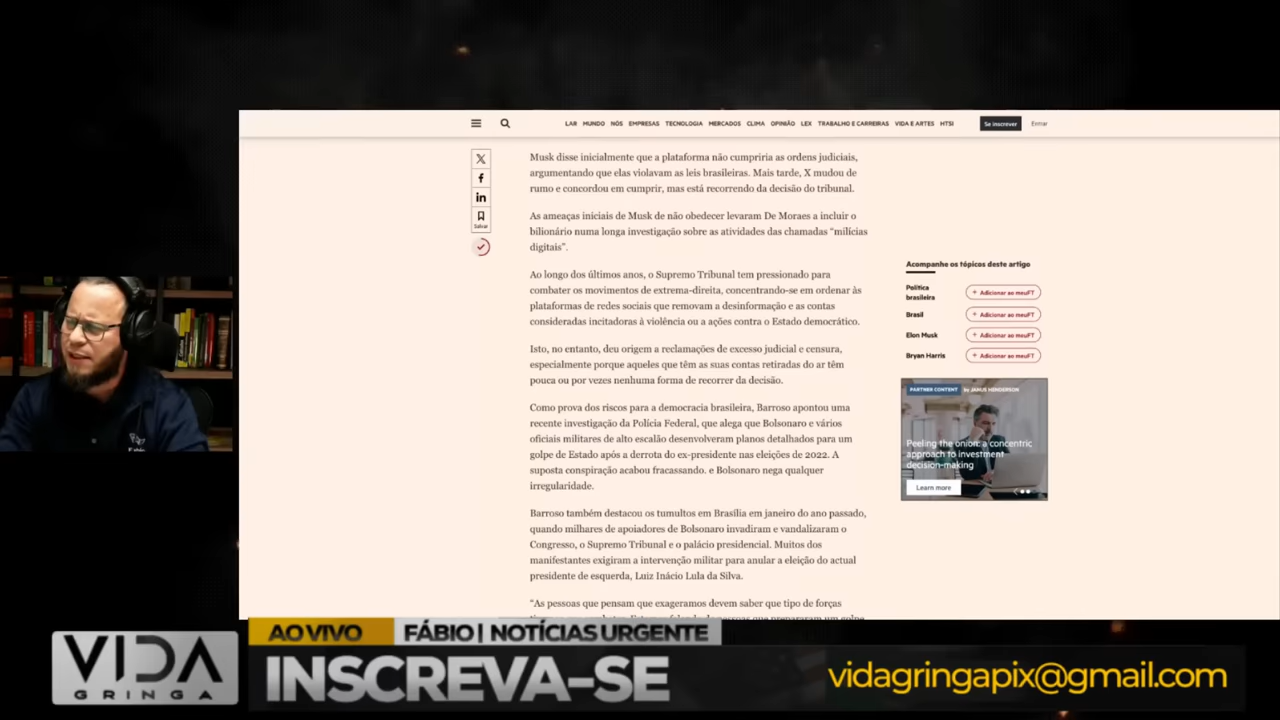 LAR MUNDO NÓS EMPRESAS TECNOLOGIA MERCADOS CLIMA OPINIÃO LEX TRABALHO E CARREIRAS VIDA E ARTES HTSI
Se inscrever
Entrar
Salvar
Musk disse inicialmente que a plataforma não cumpriria as ordens judiciais,
argumentando que elas violavam as leis brasileiras. Mais tarde, X mudou de
rumo e concordou em cumprir, mas está recorrendo da decisão do tribunal.
As ameaças iniciais de Musk de não obedecer levaram De Moraes a incluir o
bilionário numa longa investigação sobre as atividades das chamadas “milícias
digitais”.
Ao longo dos últimos anos, o Supremo Tribunal tem pressionado para
combater os movimentos de extrema-direita, concentrando-se em ordenar às
plataformas de redes sociais que removam a desinformação e as contas
consideradas incitadoras à violência ou a ações contra o Estado democrático.
Isto, no entanto, deu origem a reclamações de excesso judicial e censura,
especialmente porque aqueles que têm as suas contas retiradas do ar têm
pouca ou por vezes nenhuma forma de recorrer da decisão.
Como prova dos riscos para a democracia brasileira, Barroso apontou uma
recente investigação da Polícia Federal, que alega que Bolsonaro e vários
oficiais militares de alto escalão desenvolveram planos detalhados para um
golpe de Estado após a derrota do ex-presidente nas eleições de 2022. A
suposta conspiração acabou fracassando. e Bolsonaro nega qualquer
irregularidade.
Barroso também destacou os tumultos em Brasília em janeiro do ano passado,
quando milhares de apoiadores de Bolsonaro invadiram e vandalizaram o
Congresso, o Supremo Tribunal e o palácio presidencial. Muitos dos
manifestantes exigiram a intervenção militar para anular a eleição do actual
presidente de esquerda, Luiz Inácio Lula da Silva.
“As pessoas que pensam que exageramos devem saber que tipo de forças
Acompanhe os tópicos deste artigo
Política
brasileira
+ Adicionar ao meuFT
Brasil
+ Adicionar ao meuFT
Elon Musk
+ Adicionar ao meuFT
Bryan Harris
+ Adicionar ao meuFT
PARTNER CONTENT by JANUS HENDERSON
Peeling the onion: a concentric
approach to investment
decision-making
Learn more
VIDA
GRINGA
AO VIVO
FÁBIO | NOTÍCIAS URGENTE
INSCREVA-SE
vidagringapix@gmail.com